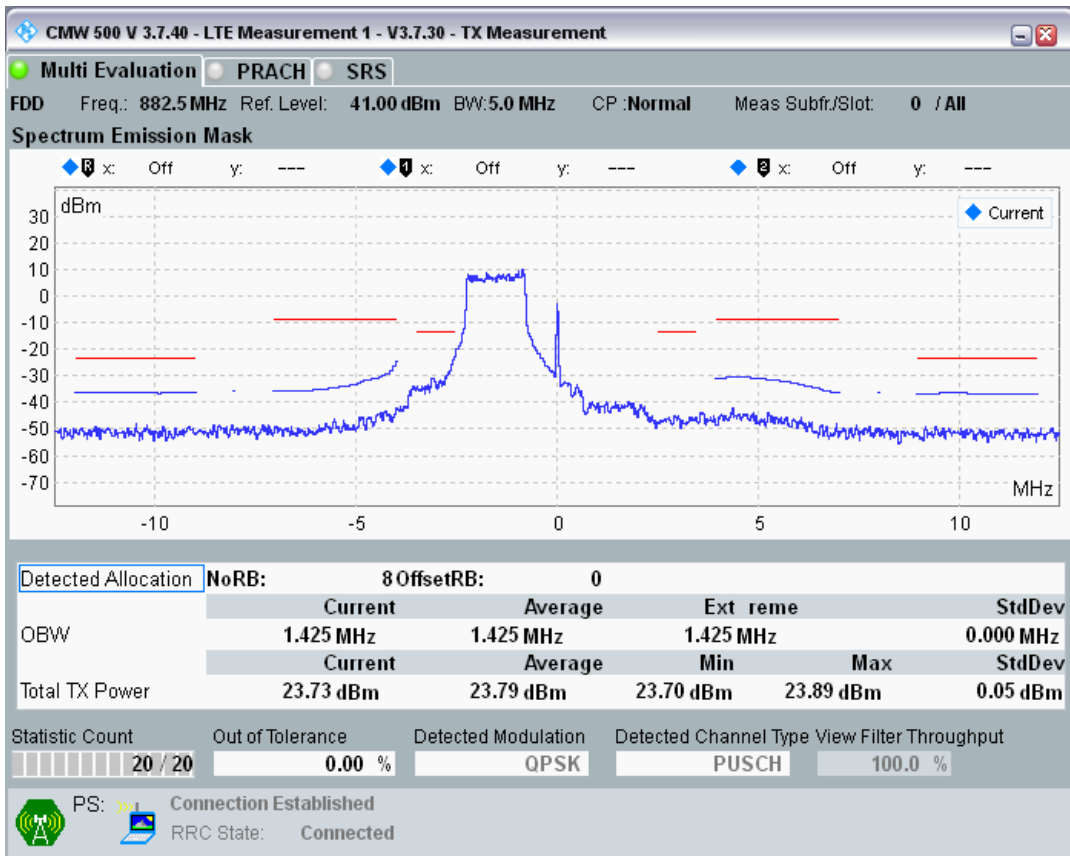 CMW 500 V 3.7.40 - LTE Measurement 1 - V3.7.30 - TX Measurement
Multi Evaluation PRACH SRS
FDD Freq.: 882.5 MHz Ref. Level: 41.00 dBm BW:5.0 MHz CP :Normal Meas Subfr./Slot: 0 / All
Spectrum Emission Mask
R x: Off y: --- 1 x: Off y: --- 2 x: Off y: ---
dBm
Current
30
20
10
0
-10
-20
-30
-40
-50
-60
-70
MHz
-10 -5 0 5 10
Detected Allocation NoRB: 8 OffsetRB: 0
Current Average Ext reme StdDev
OBW 1.425 MHz 1.425 MHz 1.425 MHz 0.000 MHz
Current Average Min Max StdDev
Total TX Power 23.73 dBm 23.79 dBm 23.70 dBm 23.89 dBm 0.05 dBm
Statistic Count Out of Tolerance Detected Modulation Detected Channel Type View Filter Throughput
20 / 20 0.00 % QPSK PUSCH 100.0 %
PS: Connection Established
RRC State: Connected